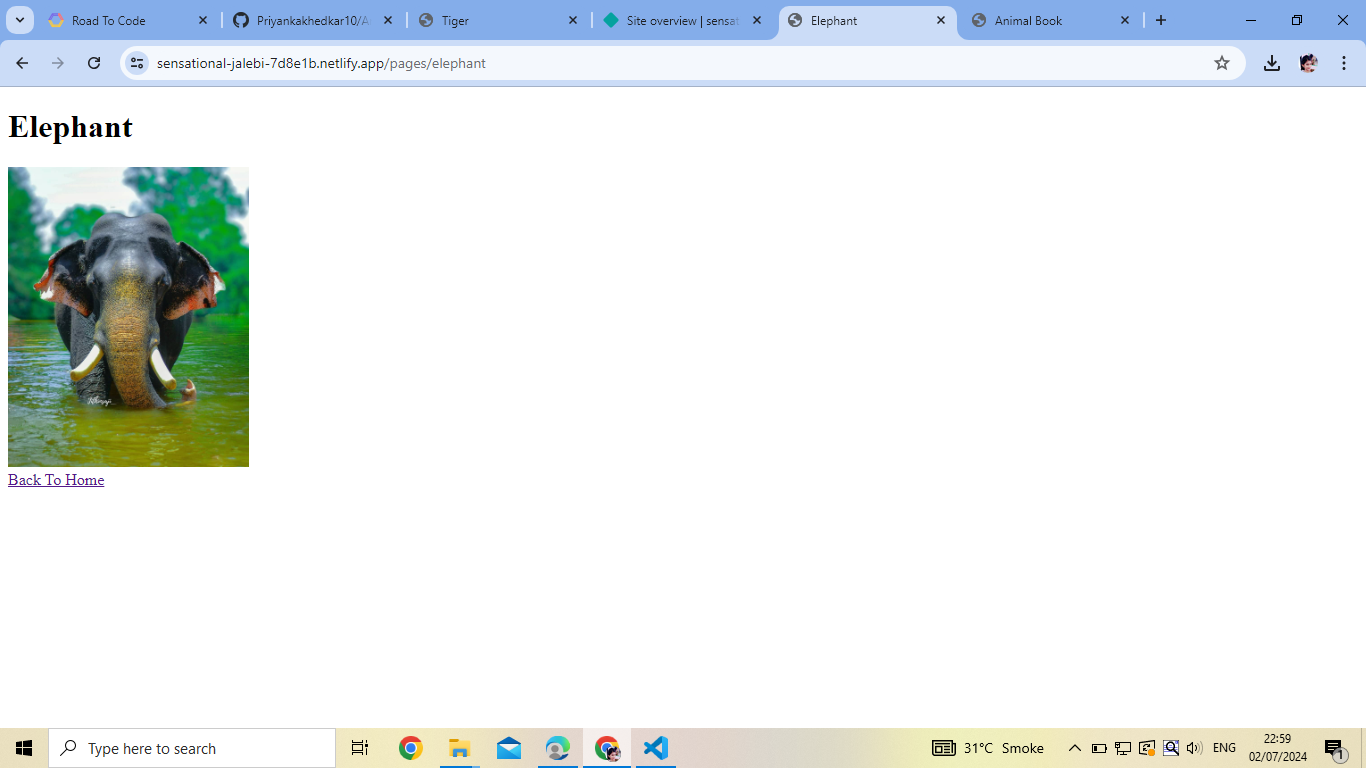 Road To Code
Priyankakhedkar10/A
Tiger
Site overview | sensat
Elephant
Animal Book
sensational-jalebi-7d8e1b.netlify.app/pages/elephant
Elephant
Back To Home
Type here to search
31°C Smoke
ENG
22:59
02/07/2024
1